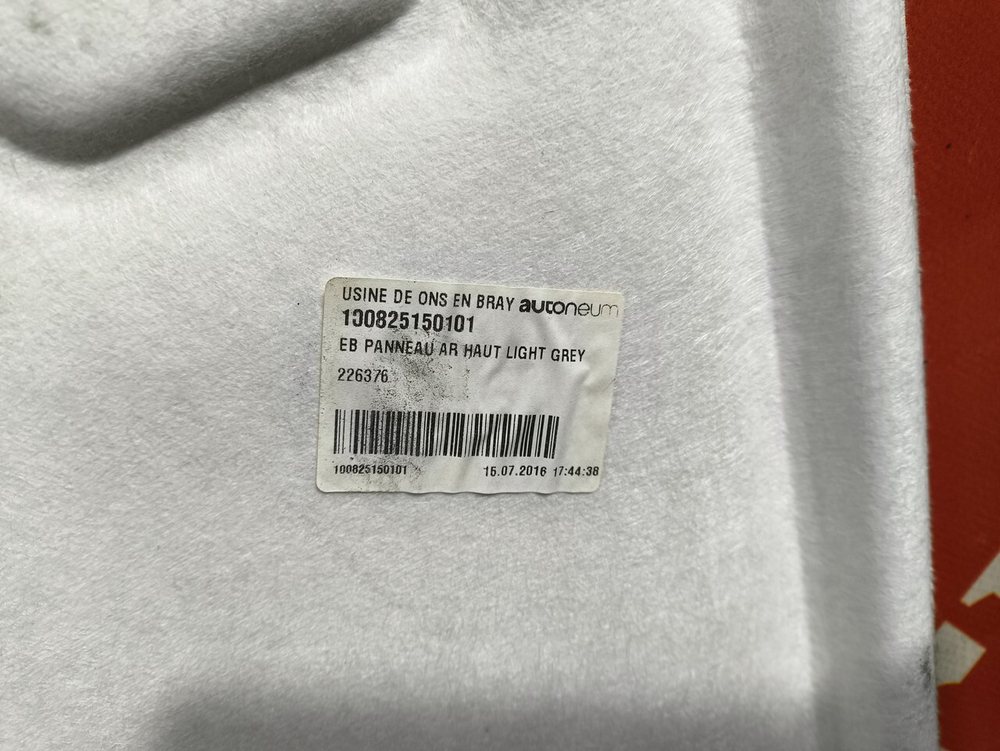 USINE DE ONS EN BRAY autoneum
100825150101
EB PANNEAU AR HAUT LIGHT GREY
226376
100825150101 15.07.2016 17:44:38